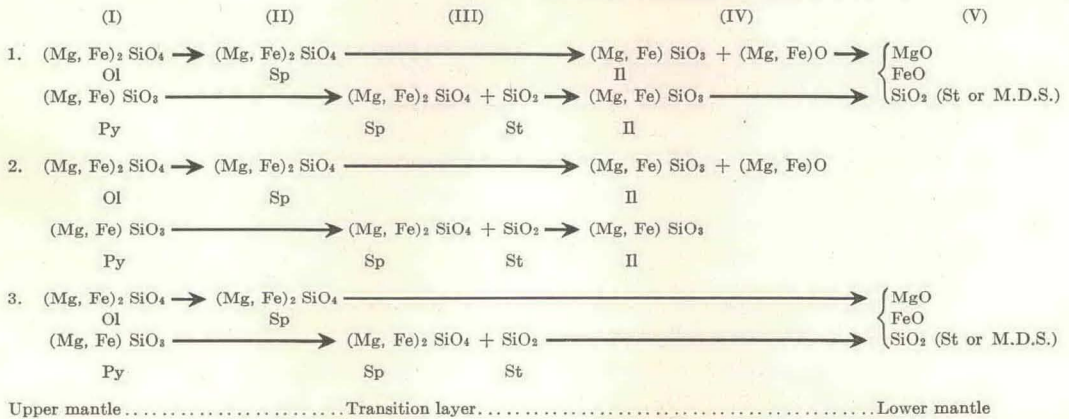 (I) (II) (III) (IV) (V)
1. (Mg, Fe)₂ SiO₄ → (Mg, Fe)₂ SiO₄ → (Mg, Fe) SiO₃ + (Mg, Fe)O → MgO
Ol Sp Il FeO
(Mg, Fe) SiO₃ → (Mg, Fe)₂ SiO₄ + SiO₂ → (Mg, Fe) SiO₃ → SiO₂ (St or M.D.S.)
Py Sp St Il
2. (Mg, Fe)₂ SiO₄ → (Mg, Fe)₂ SiO₄ → (Mg, Fe) SiO₃ + (Mg, Fe)O
Ol Sp Il
(Mg, Fe) SiO₃ → (Mg, Fe)₂ SiO₄ + SiO₂ → (Mg, Fe) SiO₃
Py Sp St Il
3. (Mg, Fe)₂ SiO₄ → (Mg, Fe)₂ SiO₄ → MgO
Ol Sp FeO
(Mg, Fe) SiO₃ → (Mg, Fe)₂ SiO₄ + SiO₂ → SiO₂ (St or M.D.S.)
Py Sp St
Upper mantle..........................Transition layer..............................................Lower mantle